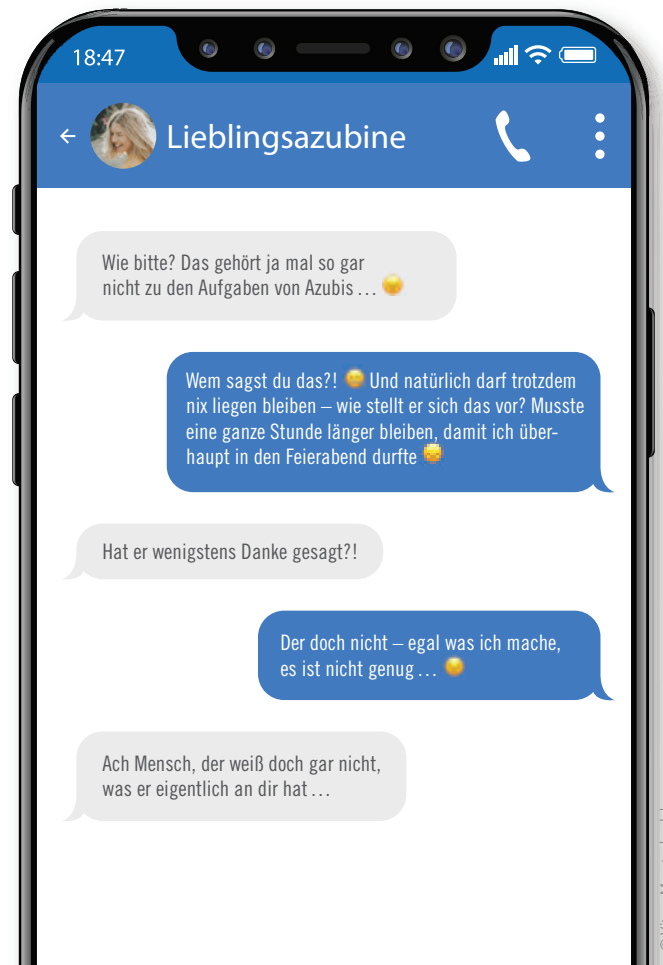 18:47
Lieblingsazubine
Wie bitte? Das gehört ja mal so gar
nicht zu den Aufgaben von Azubis …
Wem sagst du das?! Und natürlich darf trotzdem
nix liegen bleiben – wie stellt er sich das vor? Musste
eine ganze Stunde länger bleiben, damit ich über-
haupt in den Feierabend durfte
Hat er wenigstens Danke gesagt?!
Der doch nicht – egal was ich mache,
es ist nicht genug …
Ach Mensch, der weiß doch gar nicht,
was er eigentlich an dir hat …